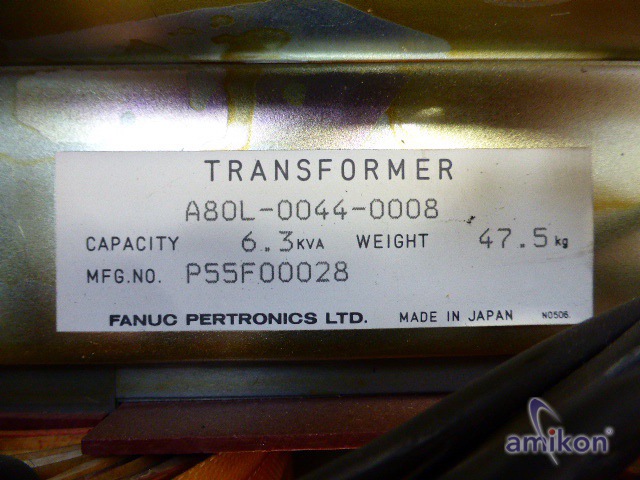 TRANSFORMER
A80L-0044-0008
CAPACITY 6.3KVA WEIGHT 47.5kg
MFG.NO. P55F00028
FANUC PERTRONICS LTD. MADE IN JAPAN N0506.
amikon®